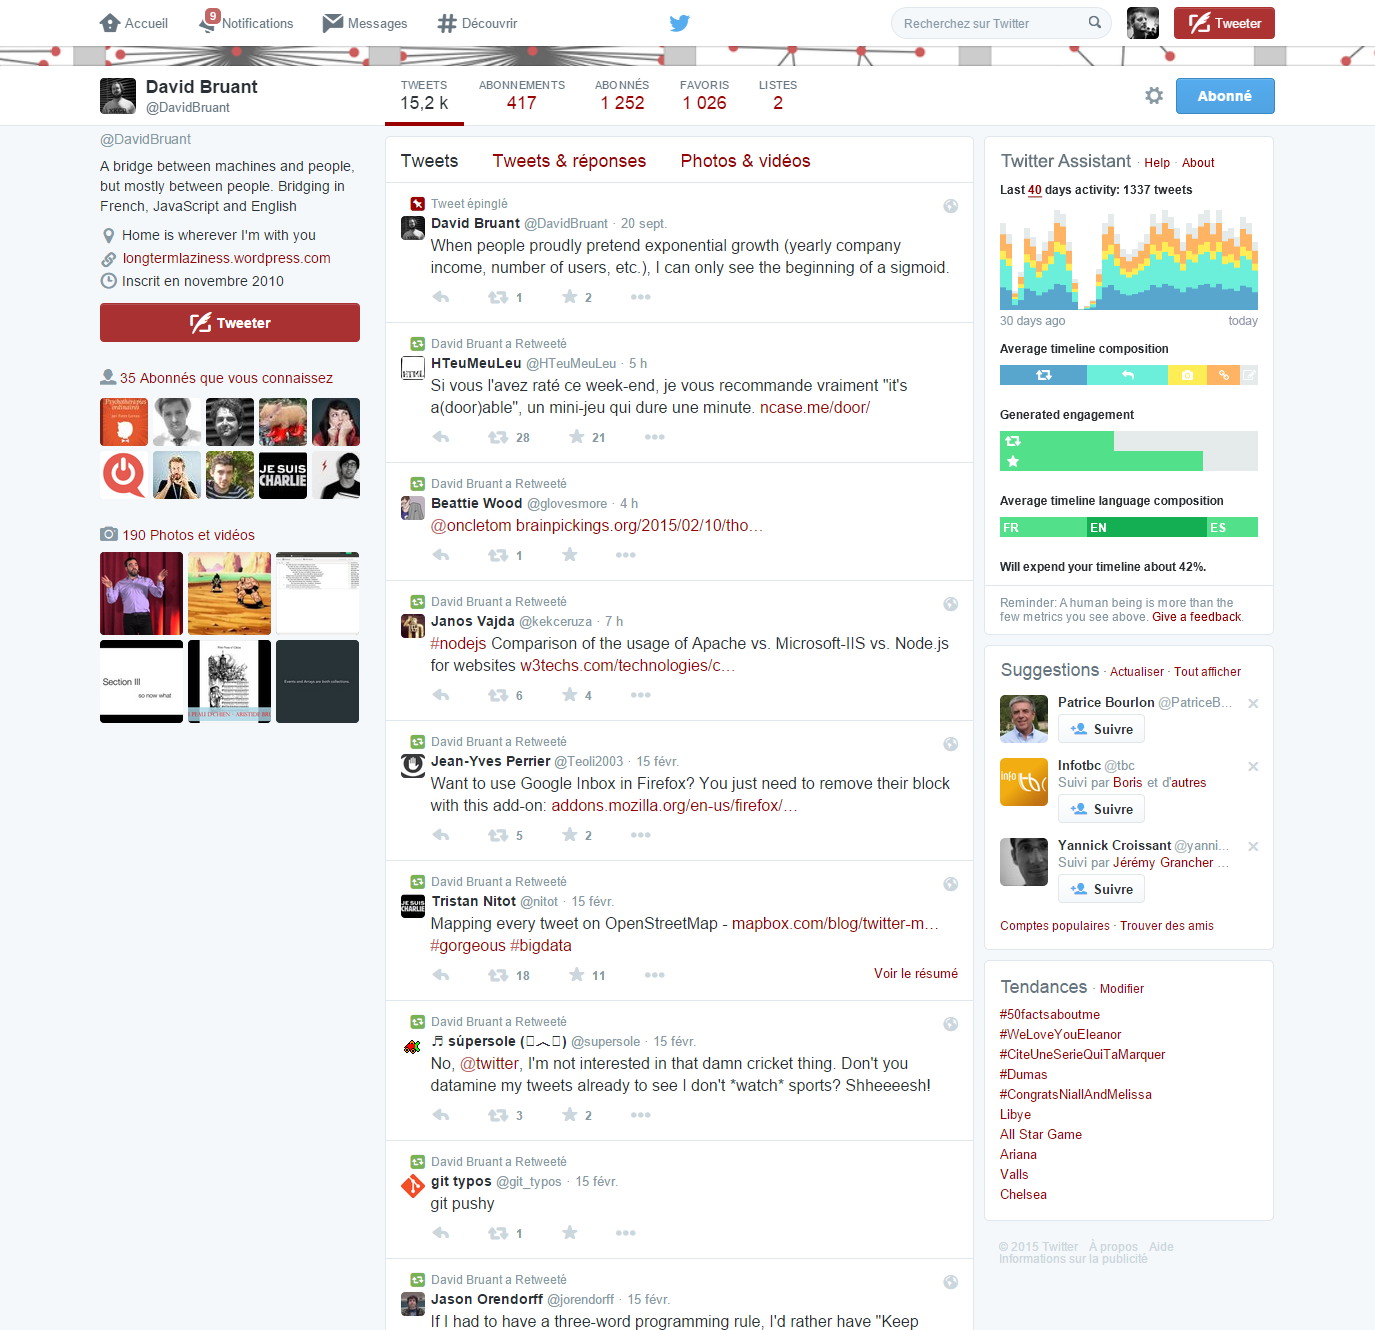 Accueil
9
Notifications
Messages
Découvrir
Recherchez sur Twitter
Tweeter
David Bruant
@DavidBruant
TWEETS
15,2 k
ABONNEMENTS
417
ABONNÉS
1 252
FAVORIS
1 026
LISTES
2
Abonné
@DavidBruant
A bridge between machines and people,
but mostly between people. Bridging in
French, JavaScript and English
Home is wherever I'm with you
longtermlaziness.wordpress.com
Inscrit en novembre 2010
Tweeter
35 Abonnés que vous connaissez
JE SUIS
CHARLIE
190 Photos et vidéos
Section III
so now what
Events and Arrays are both collections
Tweets
Tweets & réponses
Photos & vidéos
Tweet épinglé
David Bruant @DavidBruant · 20 sept.
When people proudly pretend exponential growth (yearly company
income, number of users, etc.), I can only see the beginning of a sigmoid.
1
2
David Bruant a Retweeté
HTeuMeuLeu @HTeuMeuLeu · 5 h
Si vous l'avez raté ce week-end, je vous recommande vraiment "it's
a(door)able", un mini-jeu qui dure une minute. ncase.me/door/
28
21
David Bruant a Retweeté
Beattie Wood @glovesmore · 4 h
@oncletom brainpickings.org/2015/02/10/tho…
1
David Bruant a Retweeté
Janos Vajda @kekceruza · 7 h
#nodejs Comparison of the usage of Apache vs. Microsoft-IIS vs. Node.js
for websites w3techs.com/technologies/c…
6
4
David Bruant a Retweeté
Jean-Yves Perrier @Teoli2003 · 15 févr.
Want to use Google Inbox in Firefox? You just need to remove their block
with this add-on: addons.mozilla.org/en-us/firefox/…
5
2
David Bruant a Retweeté
JE SUIS
CHARLIE
Tristan Nitot @nitot · 15 févr.
Mapping every tweet on OpenStreetMap - mapbox.com/blog/twitter-m…
#gorgeous #bigdata
18
11
Voir le résumé
David Bruant a Retweeté
♬ súpersole (▯︵▯) @supersole · 15 févr.
No, @twitter, I'm not interested in that damn cricket thing. Don't you
datamine my tweets already to see I don't *watch* sports? Shheeeesh!
3
2
David Bruant a Retweeté
git typos @git_typos · 15 févr.
git pushy
1
David Bruant a Retweeté
Jason Orendorff @jorendorff · 15 févr.
If I had to have a three-word programming rule, I'd rather have "Keep
Twitter Assistant · Help · About
Last 40 days activity: 1337 tweets
30 days ago
today
Average timeline composition
Generated engagement
Average timeline language composition
FR
EN
ES
Will expend your timeline about 42%.
Reminder: A human being is more than the
few metrics you see above. Give a feedback.
Suggestions · Actualiser · Tout afficher
Patrice Bourlon @PatriceB...
Suivre
info
tbc
Infotbc @tbc
Suivi par Boris et d'autres
Suivre
Yannick Croissant @yanni...
Suivi par Jérémy Grancher ...
Suivre
Comptes populaires · Trouver des amis
Tendances · Modifier
#50factsaboutme
#WeLoveYouEleanor
#CiteUneSerieQuiTaMarquer
#Dumas
#CongratsNiallAndMelissa
Libye
All Star Game
Ariana
Valls
Chelsea
© 2015 Twitter À propos Aide
Informations sur la publicité